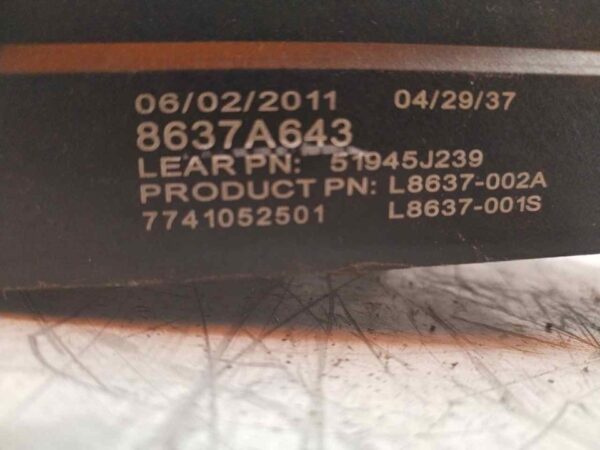 06/02/2011 04/29/37
8637A643
LEAR PN: 51945J239
PRODUCT PN: L8637-002A
7741052501 L8637-001S